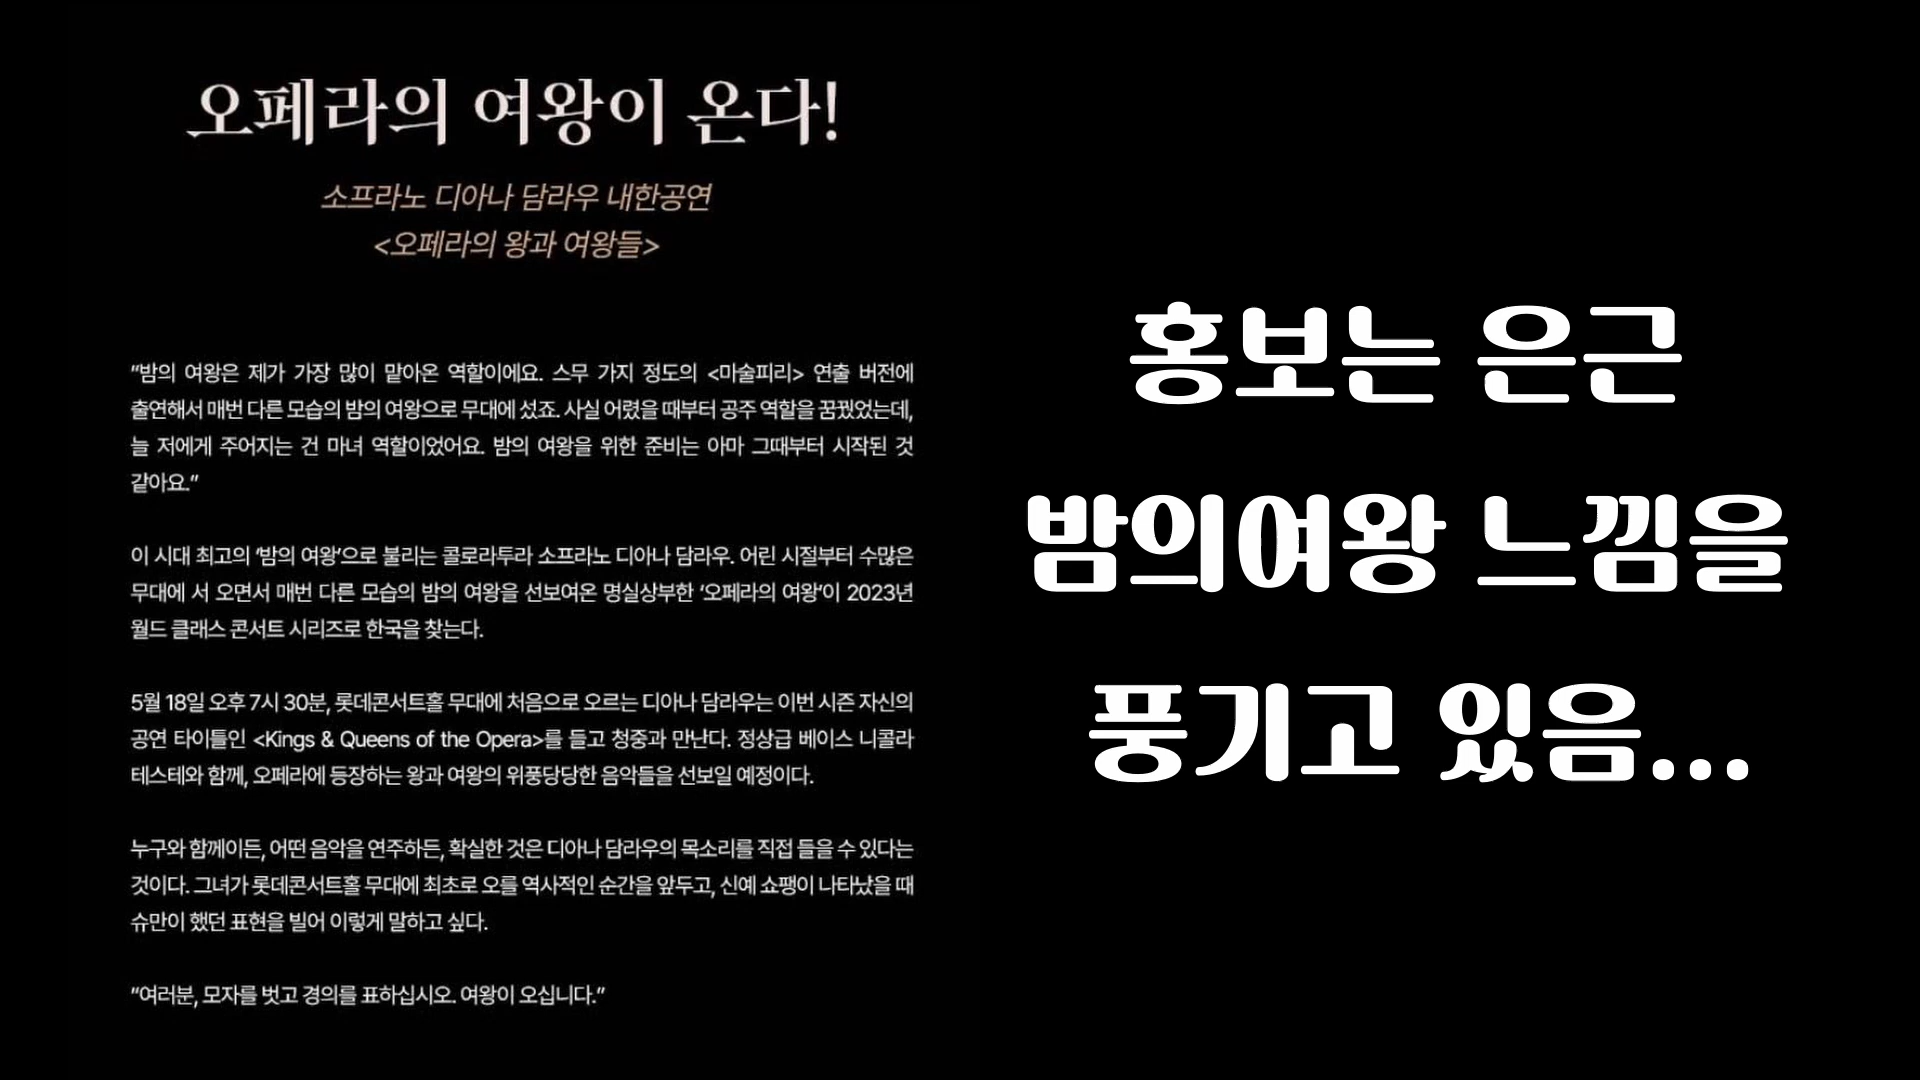 오페라의 여왕이 온다!
소프라노 디아나 담라우 내한공연
<오페라의 왕과 여왕들>
"밤의 여왕은 제가 가장 많이 맡아온 역할이에요. 스무 가지 정도의 <마술피리> 연출 버전에
출연해서 매번 다른 모습의 밤의 여왕으로 무대에 섰죠. 사실 어렸을 때부터 공주 역할을 꿈꿨었는데,
늘 저에게 주어지는 건 마녀 역할이었어요. 밤의 여왕을 위한 준비는 아마 그때부터 시작된 것
같아요."
이 시대 최고의 '밤의 여왕'으로 불리는 콜로라투라 소프라노 디아나 담라우. 어린 시절부터 수많은
무대에 서 오면서 매번 다른 모습의 밤의 여왕을 선보여온 명실상부한 '오페라의 여왕'이 2023년
월드 클래스 콘서트 시리즈로 한국을 찾는다.
5월 18일 오후 7시 30분, 롯데콘서트홀 무대에 처음으로 오르는 디아나 담라우는 이번 시즌 자신의
공연 타이틀인 <Kings & Queens of the Opera>를 들고 청중과 만난다. 정상급 베이스 니콜라
테스테와 함께, 오페라에 등장하는 왕과 여왕의 위풍당당한 음악들을 선보일 예정이다.
누구와 함께이든, 어떤 음악을 연주하든, 확실한 것은 디아나 담라우의 목소리를 직접 들을 수 있다는
것이다. 그녀가 롯데콘서트홀 무대에 최초로 오를 역사적인 순간을 앞두고, 신예 쇼팽이 나타났을 때
슈만이 했던 표현을 빌어 이렇게 말하고 싶다.
"여러분, 모자를 벗고 경의를 표하십시오. 여왕이 오십니다."
홍보는 은근
밤의여왕 느낌을
풍기고 있음...